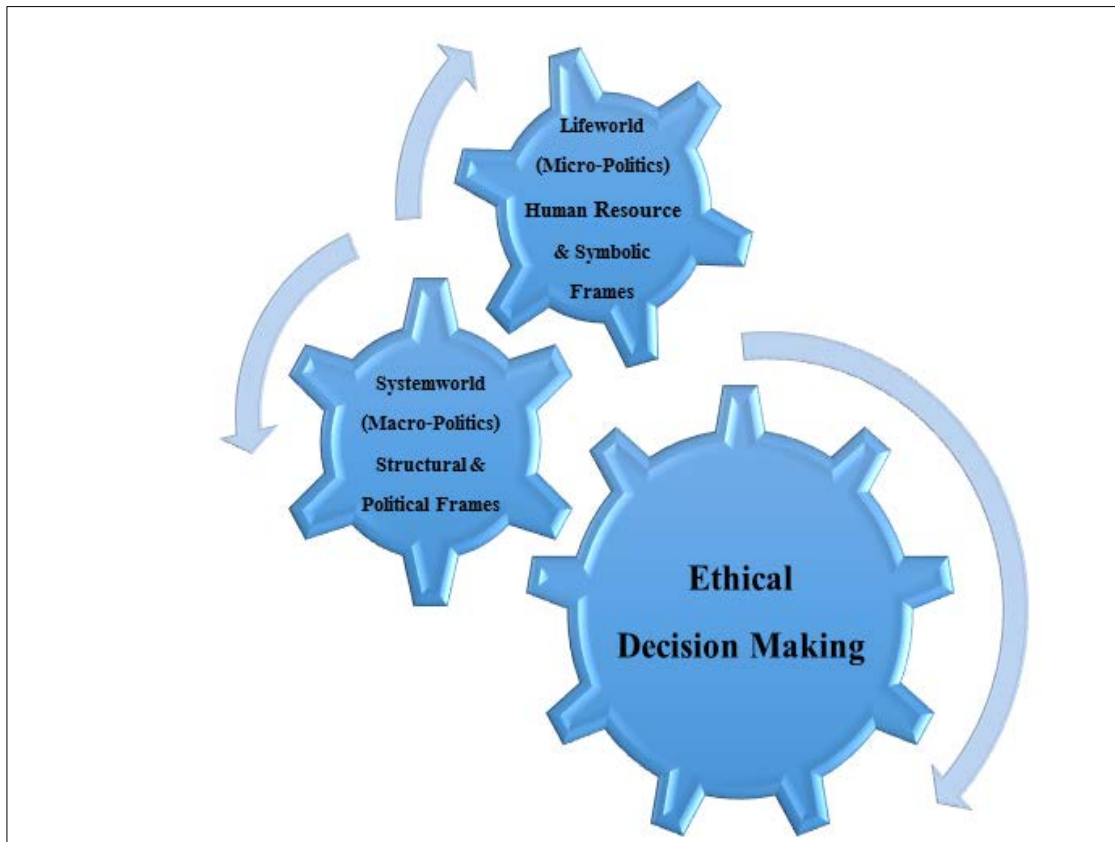 Lifeworld
(Micro-Politics)
Human Resource
& Symbolic
Frames
Systemworld
(Macro-Politics)
Structural &
Political Frames
Ethical
Decision Making